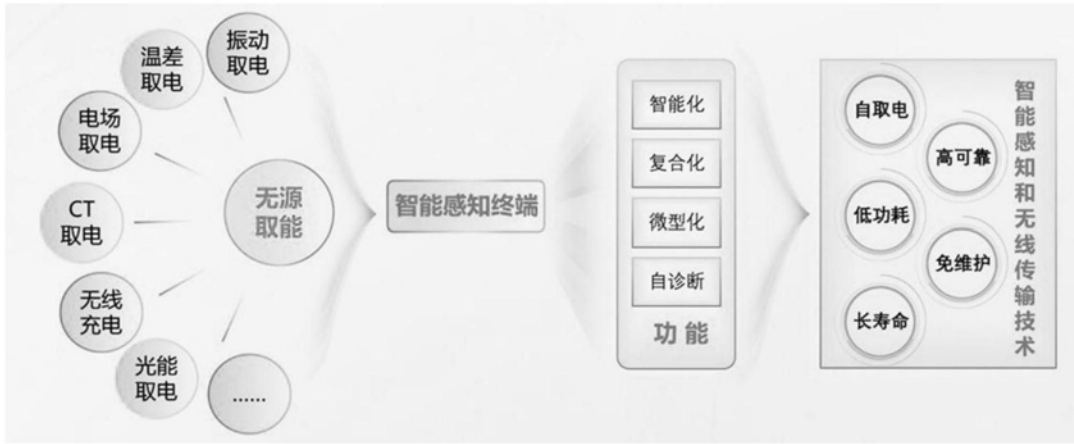 振动
取电
温差
取电
电场
取电
CT
取电
无线
充电
光能
取电
......
无源
取能
智能感知终端
智能化
复合化
微型化
自诊断
功能
自取电
高可靠
低功耗
免维护
长寿命
智能感知和无线传输技术